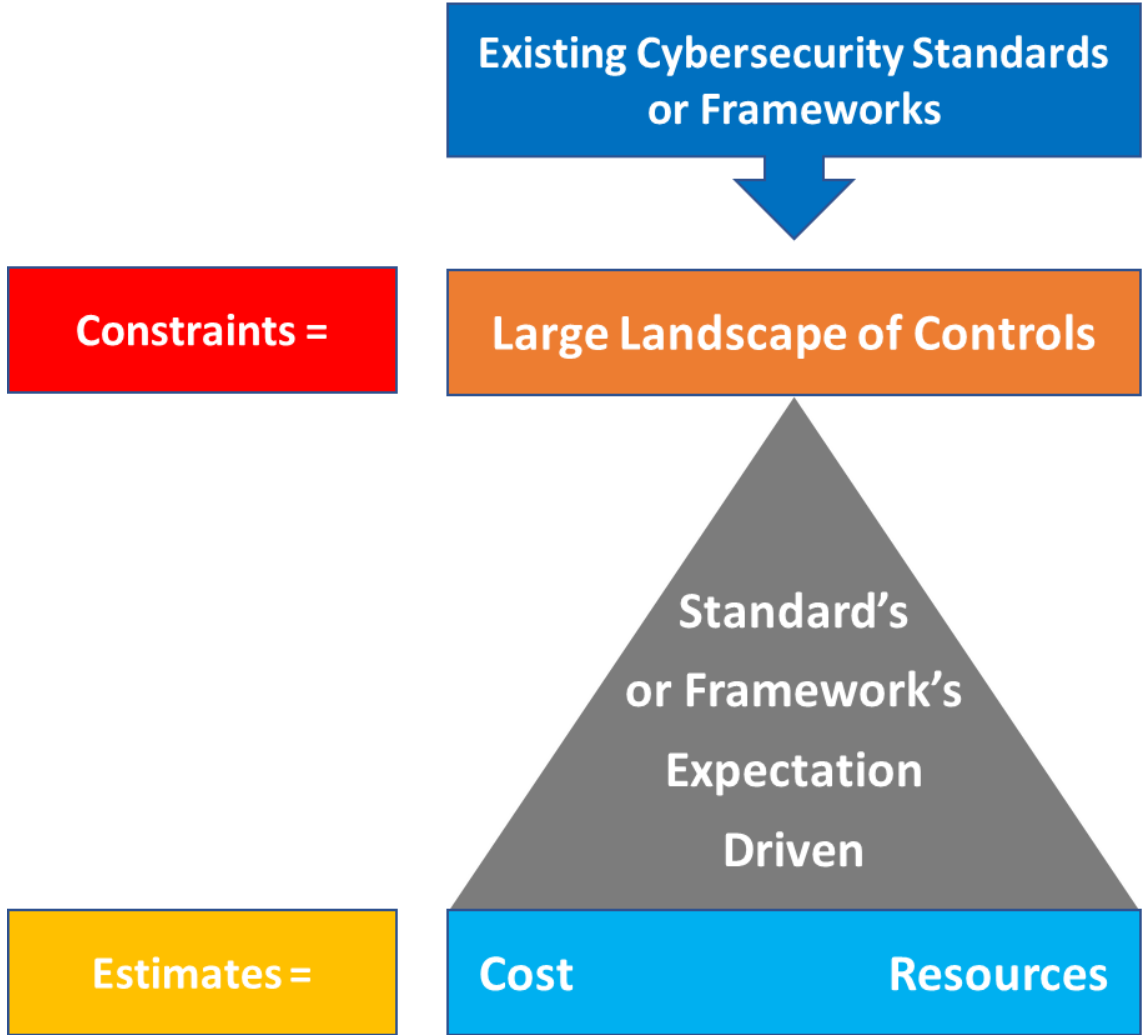 Existing Cybersecurity Standards
or Frameworks
Constraints =
Large Landscape of Controls
Standard’s
or Framework’s
Expectation
Driven
Estimates =
Cost
Resources